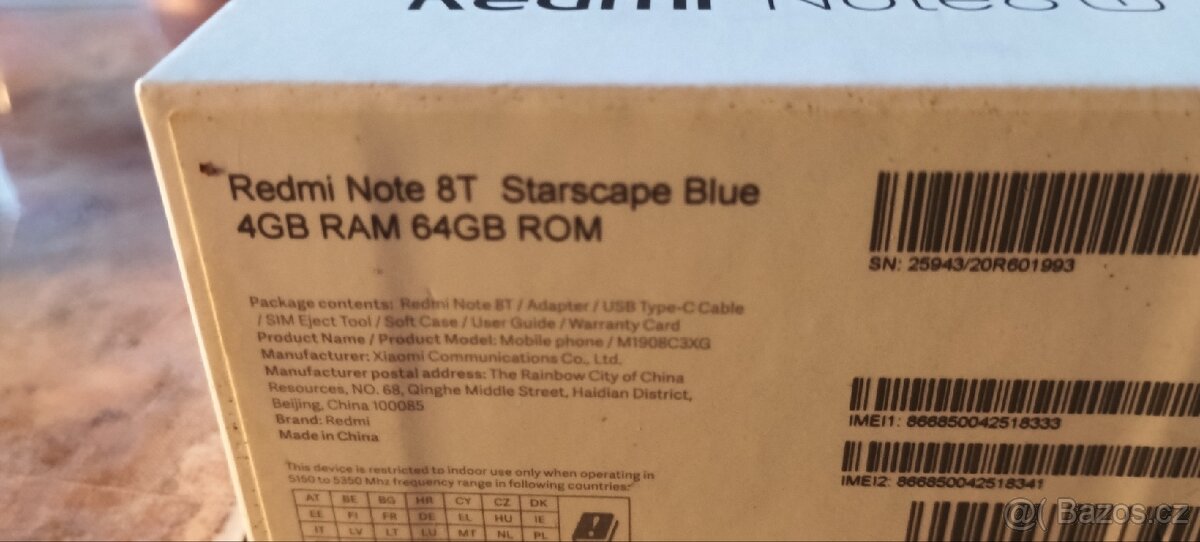 Redmi Note 8T
Redmi Note 8T Starscape Blue
4GB RAM 64GB ROM
SN: 25943/20R601993
Package contents: Redmi Note 8T / Adapter / USB Type-C Cable
/ SIM Eject Tool / Soft Case / User Guide / Warranty Card
Product Name / Product Model: Mobile phone / M1908C3XG
Manufacturer: Xiaomi Communications Co., Ltd.
Manufacturer postal address: The Rainbow City of China
Resources, NO. 68, Qinghe Middle Street, Haidian District,
Beijing, China 100085
Brand: Redmi
Made in China
IMEI1: 866850042518333
IMEI2: 866850042518341
This device is restricted to indoor use only when operating in
5150 to 5350 Mhz frequency range in following countries:
AT BE BG HR CY CZ DK
EE FI FR DE EL HU IE
IT LV LT LU MT NL PL
@( Bazos.cz